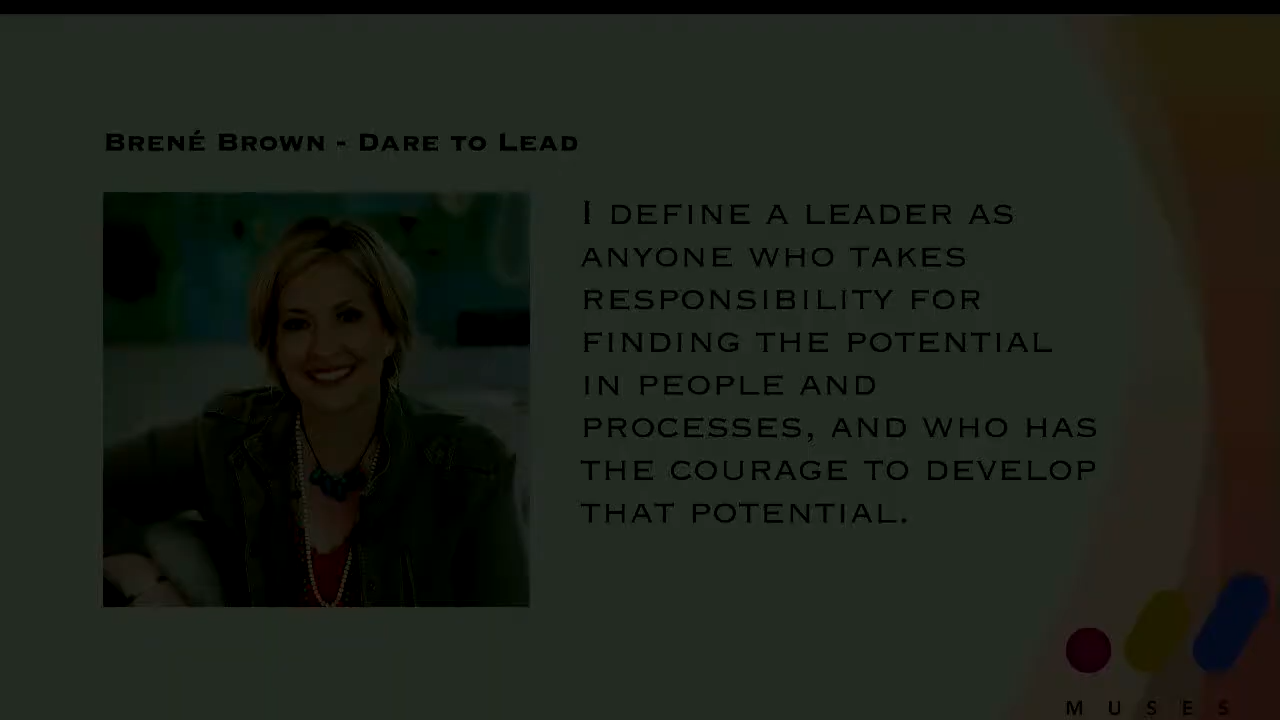 Brené Brown - Dare to Lead
I define a leader as
anyone who takes
responsibility for
finding the potential
in people and
processes, and who has
the courage to develop
that potential.
MUSES